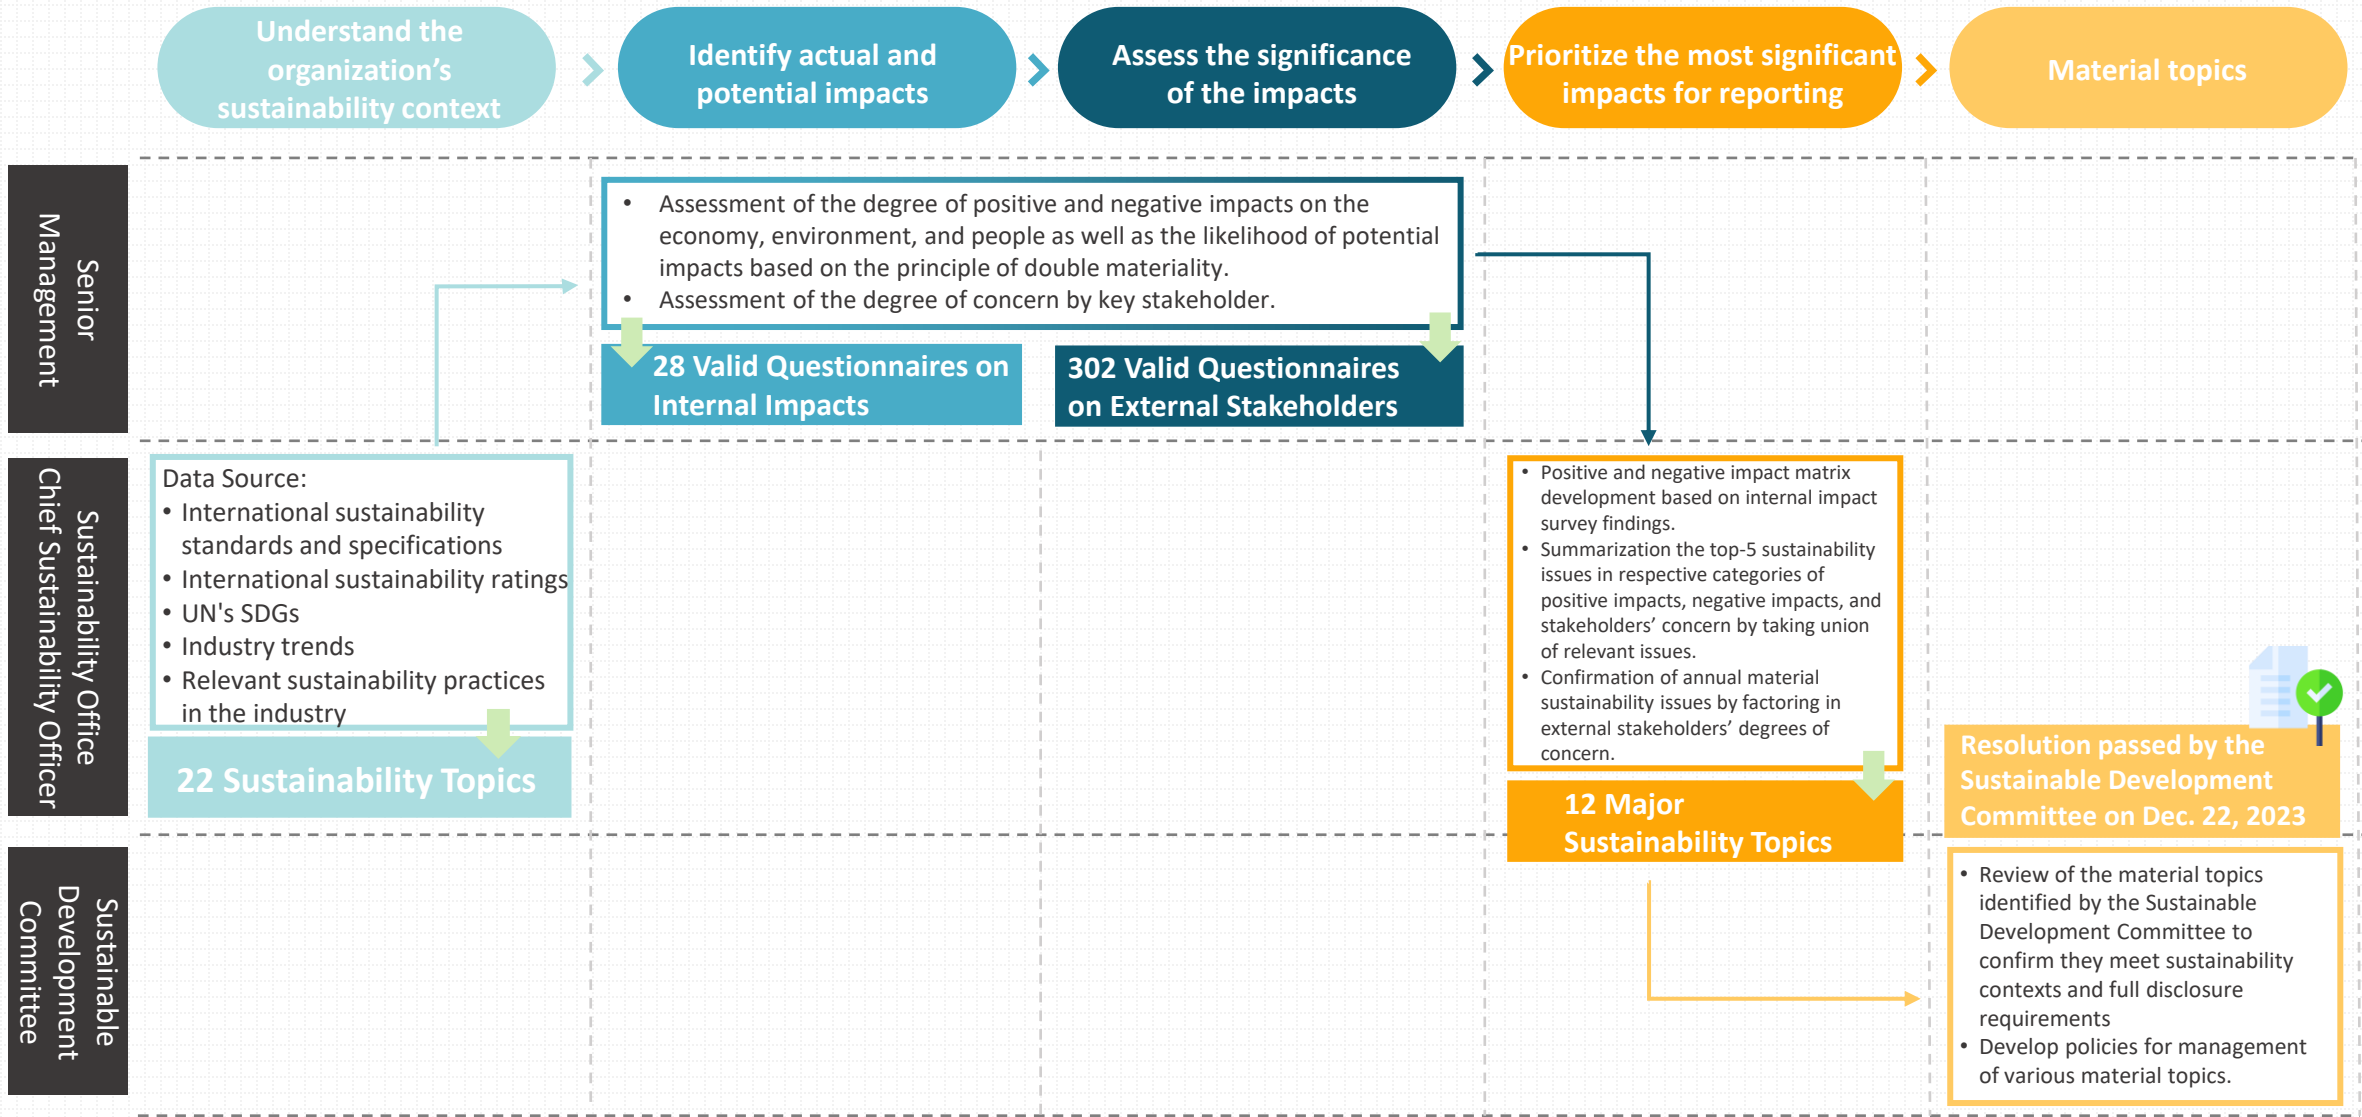 Understand the
organization's
sustainability context
Identify actual and
potential impacts
Assess the significance
of the impacts
Prioritize the most significant
impacts for reporting
Material topics
Senior
Management
• Assessment of the degree of positive and negative impacts on the
economy, environment, and people as well as the likelihood of potential
impacts based on the principle of double materiality.
• Assessment of the degree of concern by key stakeholder.
28 Valid Questionnaires on
Internal Impacts
302 Valid Questionnaires
on External Stakeholders
Sustainability Office
Chief Sustainability Officer
Data Source:
• International sustainability
standards and specifications
• International sustainability ratings
• UN's SDGs
• Industry trends
• Relevant sustainability practices
in the industry
22 Sustainability Topics
• Positive and negative impact matrix
development based on internal impact
survey findings.
• Summarization the top-5 sustainability
issues in respective categories of
positive impacts, negative impacts, and
stakeholders' concern by taking union
of relevant issues.
• Confirmation of annual material
sustainability issues by factoring in
external stakeholders' degrees of
concern.
12 Major
Sustainability Topics
Resolution passed by the
Sustainable Development
Committee on Dec. 22, 2023
Sustainable
Development
Committee
• Review of the material topics
identified by the Sustainable
Development Committee to
confirm they meet sustainability
contexts and full disclosure
requirements
• Develop policies for management
of various material topics.